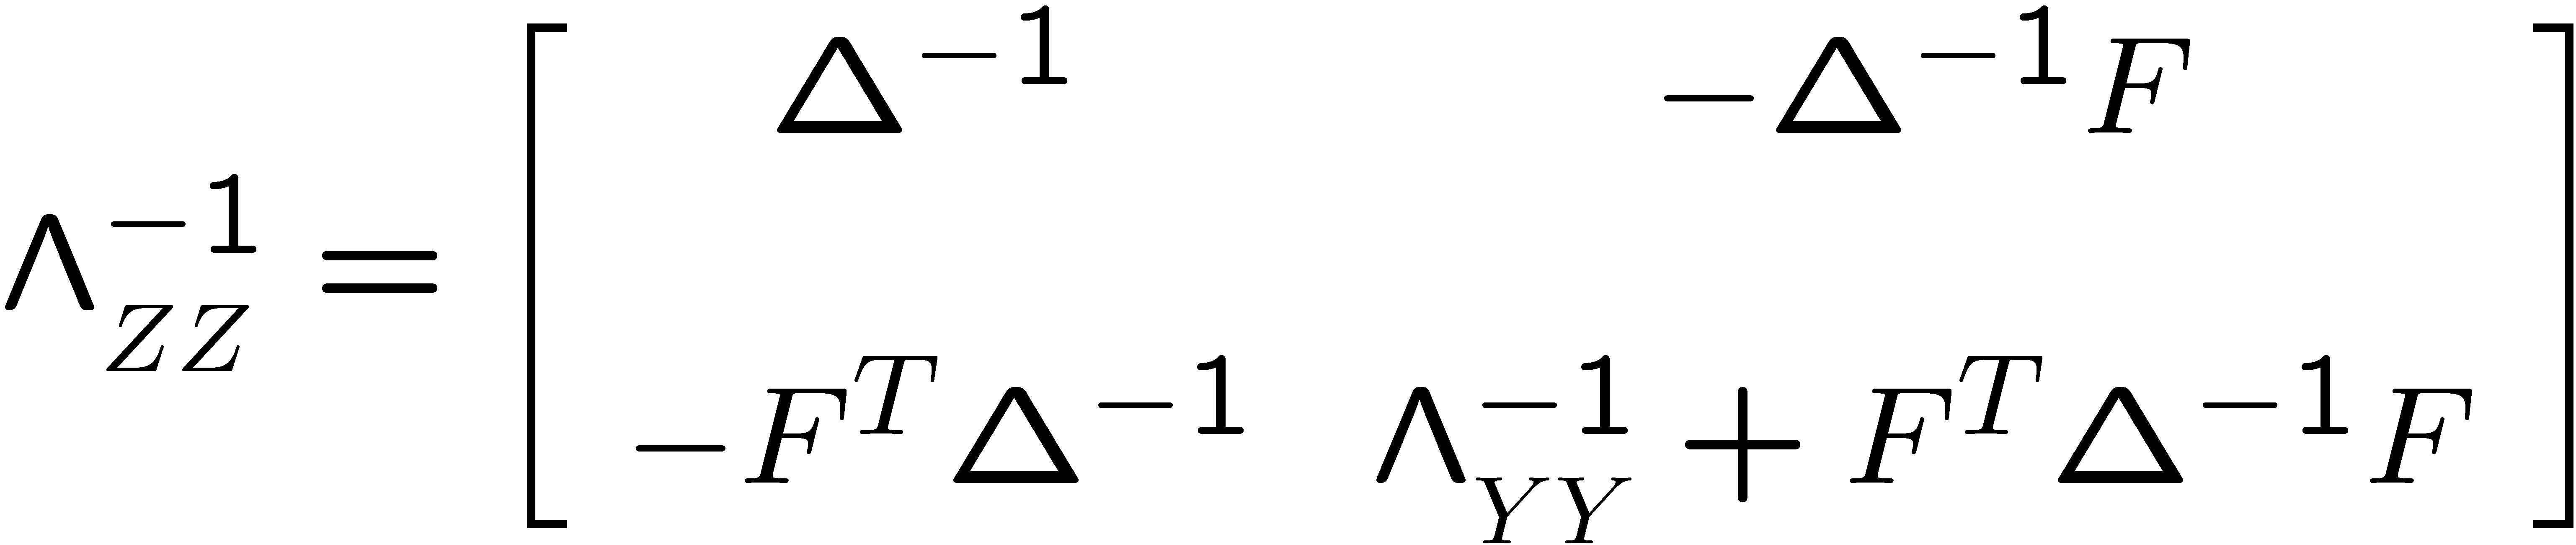 Λ_{ZZ}^{-1} = [ Δ^{-1}   -Δ^{-1}F
-F^TΔ^{-1}   Λ_{YY}^{-1} + F^TΔ^{-1}F ]